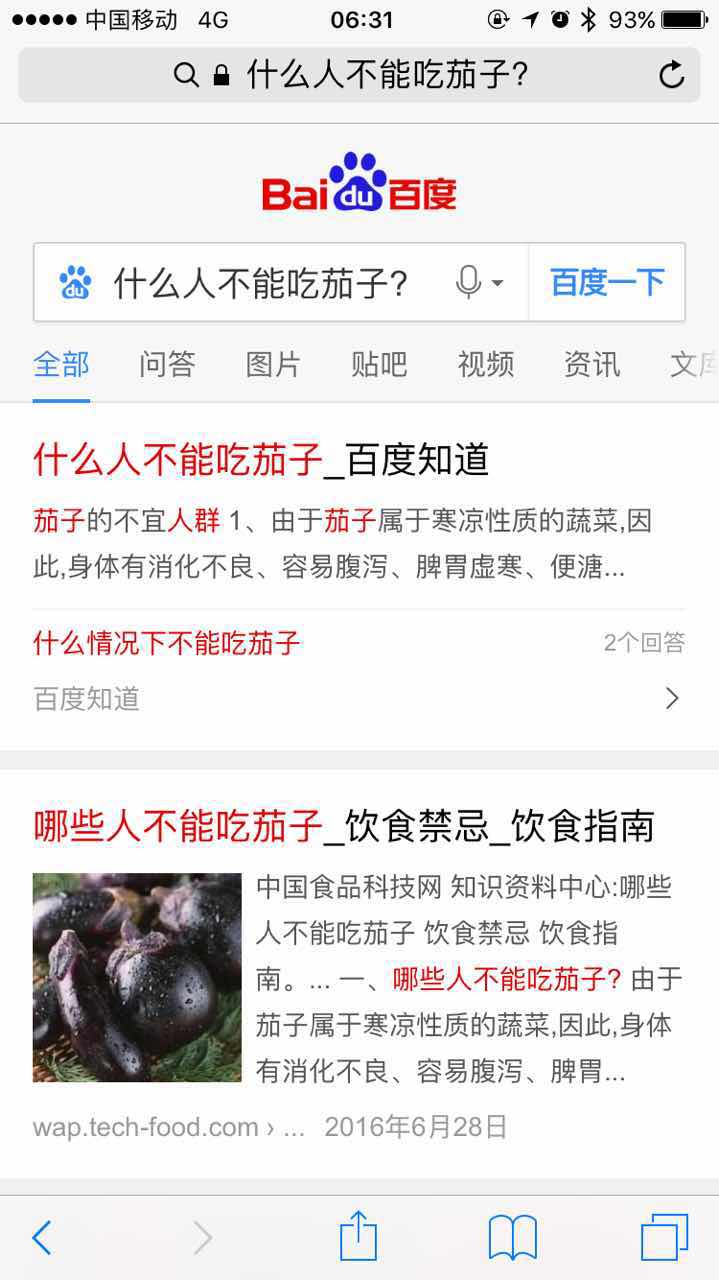 中国移动 4G 06:31 93%
什么人不能吃茄子?
Bai du 百度
du 什么人不能吃茄子? 百度一下
全部 问答 图片 贴吧 视频 资讯 文库
什么人不能吃茄子_百度知道
茄子的不宜人群 1、由于茄子属于寒凉性质的蔬菜,因
此,身体有消化不良、容易腹泻、脾胃虚寒、便溏...
什么情况下不能吃茄子 2个回答
百度知道
哪些人不能吃茄子_饮食禁忌_饮食指南
中国食品科技网 知识资料中心:哪些
人不能吃茄子 饮食禁忌 饮食指
南。... 一、哪些人不能吃茄子? 由于
茄子属于寒凉性质的蔬菜,因此,身体
有消化不良、容易腹泻、脾胃...
wap.tech-food.com › ... 2016年6月28日